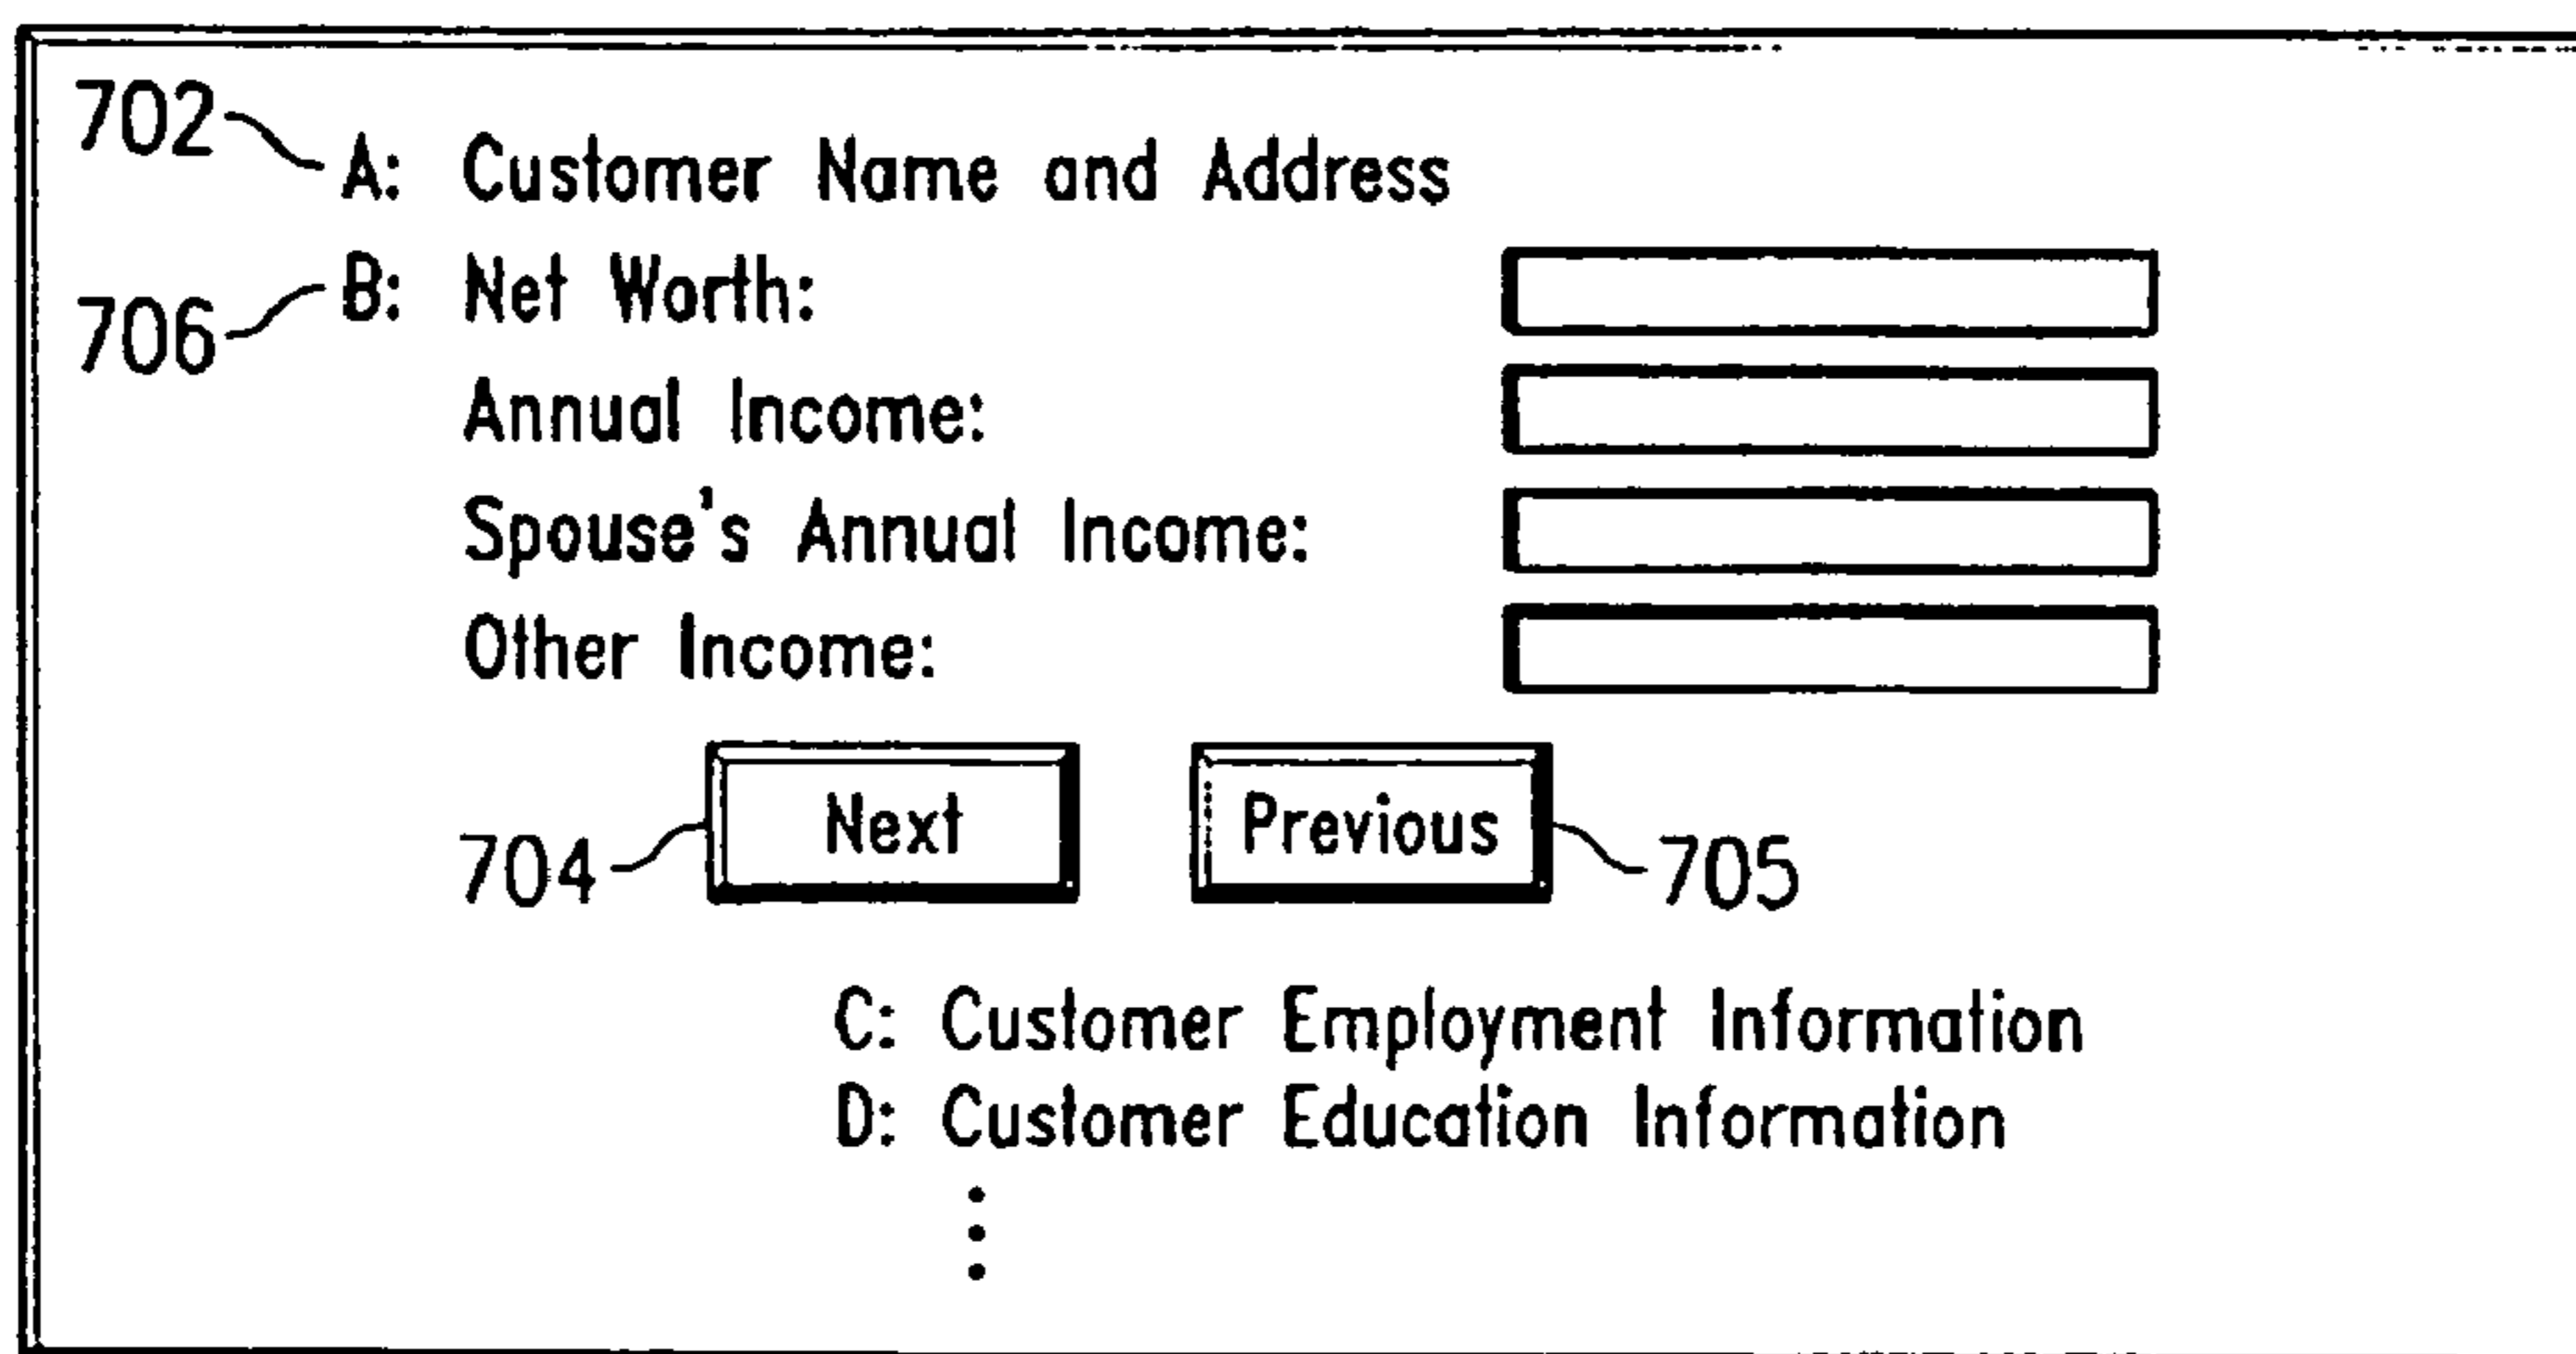 702
A: Customer Name and Address
706
B: Net Worth:
Annual Income:
Spouse's Annual Income:
Other Income:
704
Next
Previous
705
C: Customer Employment Information
D: Customer Education Information